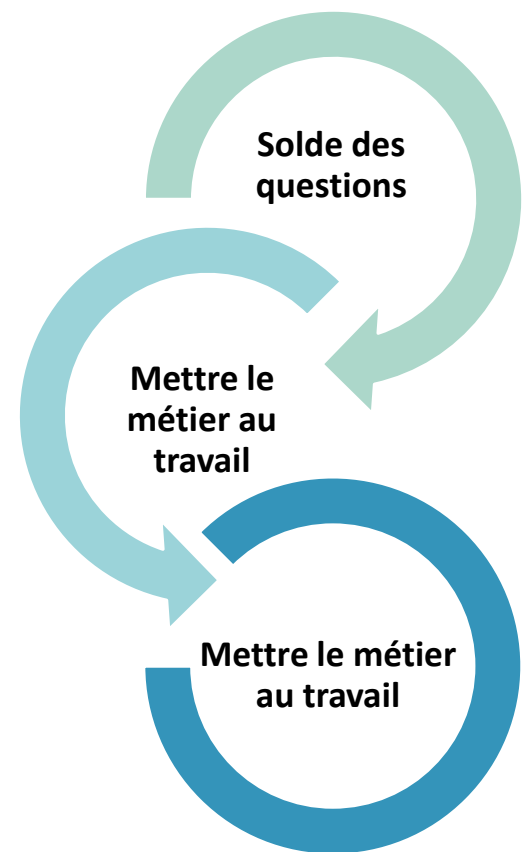 Solde des
questions
Mettre le
métier au
travail
Mettre le métier
au travail